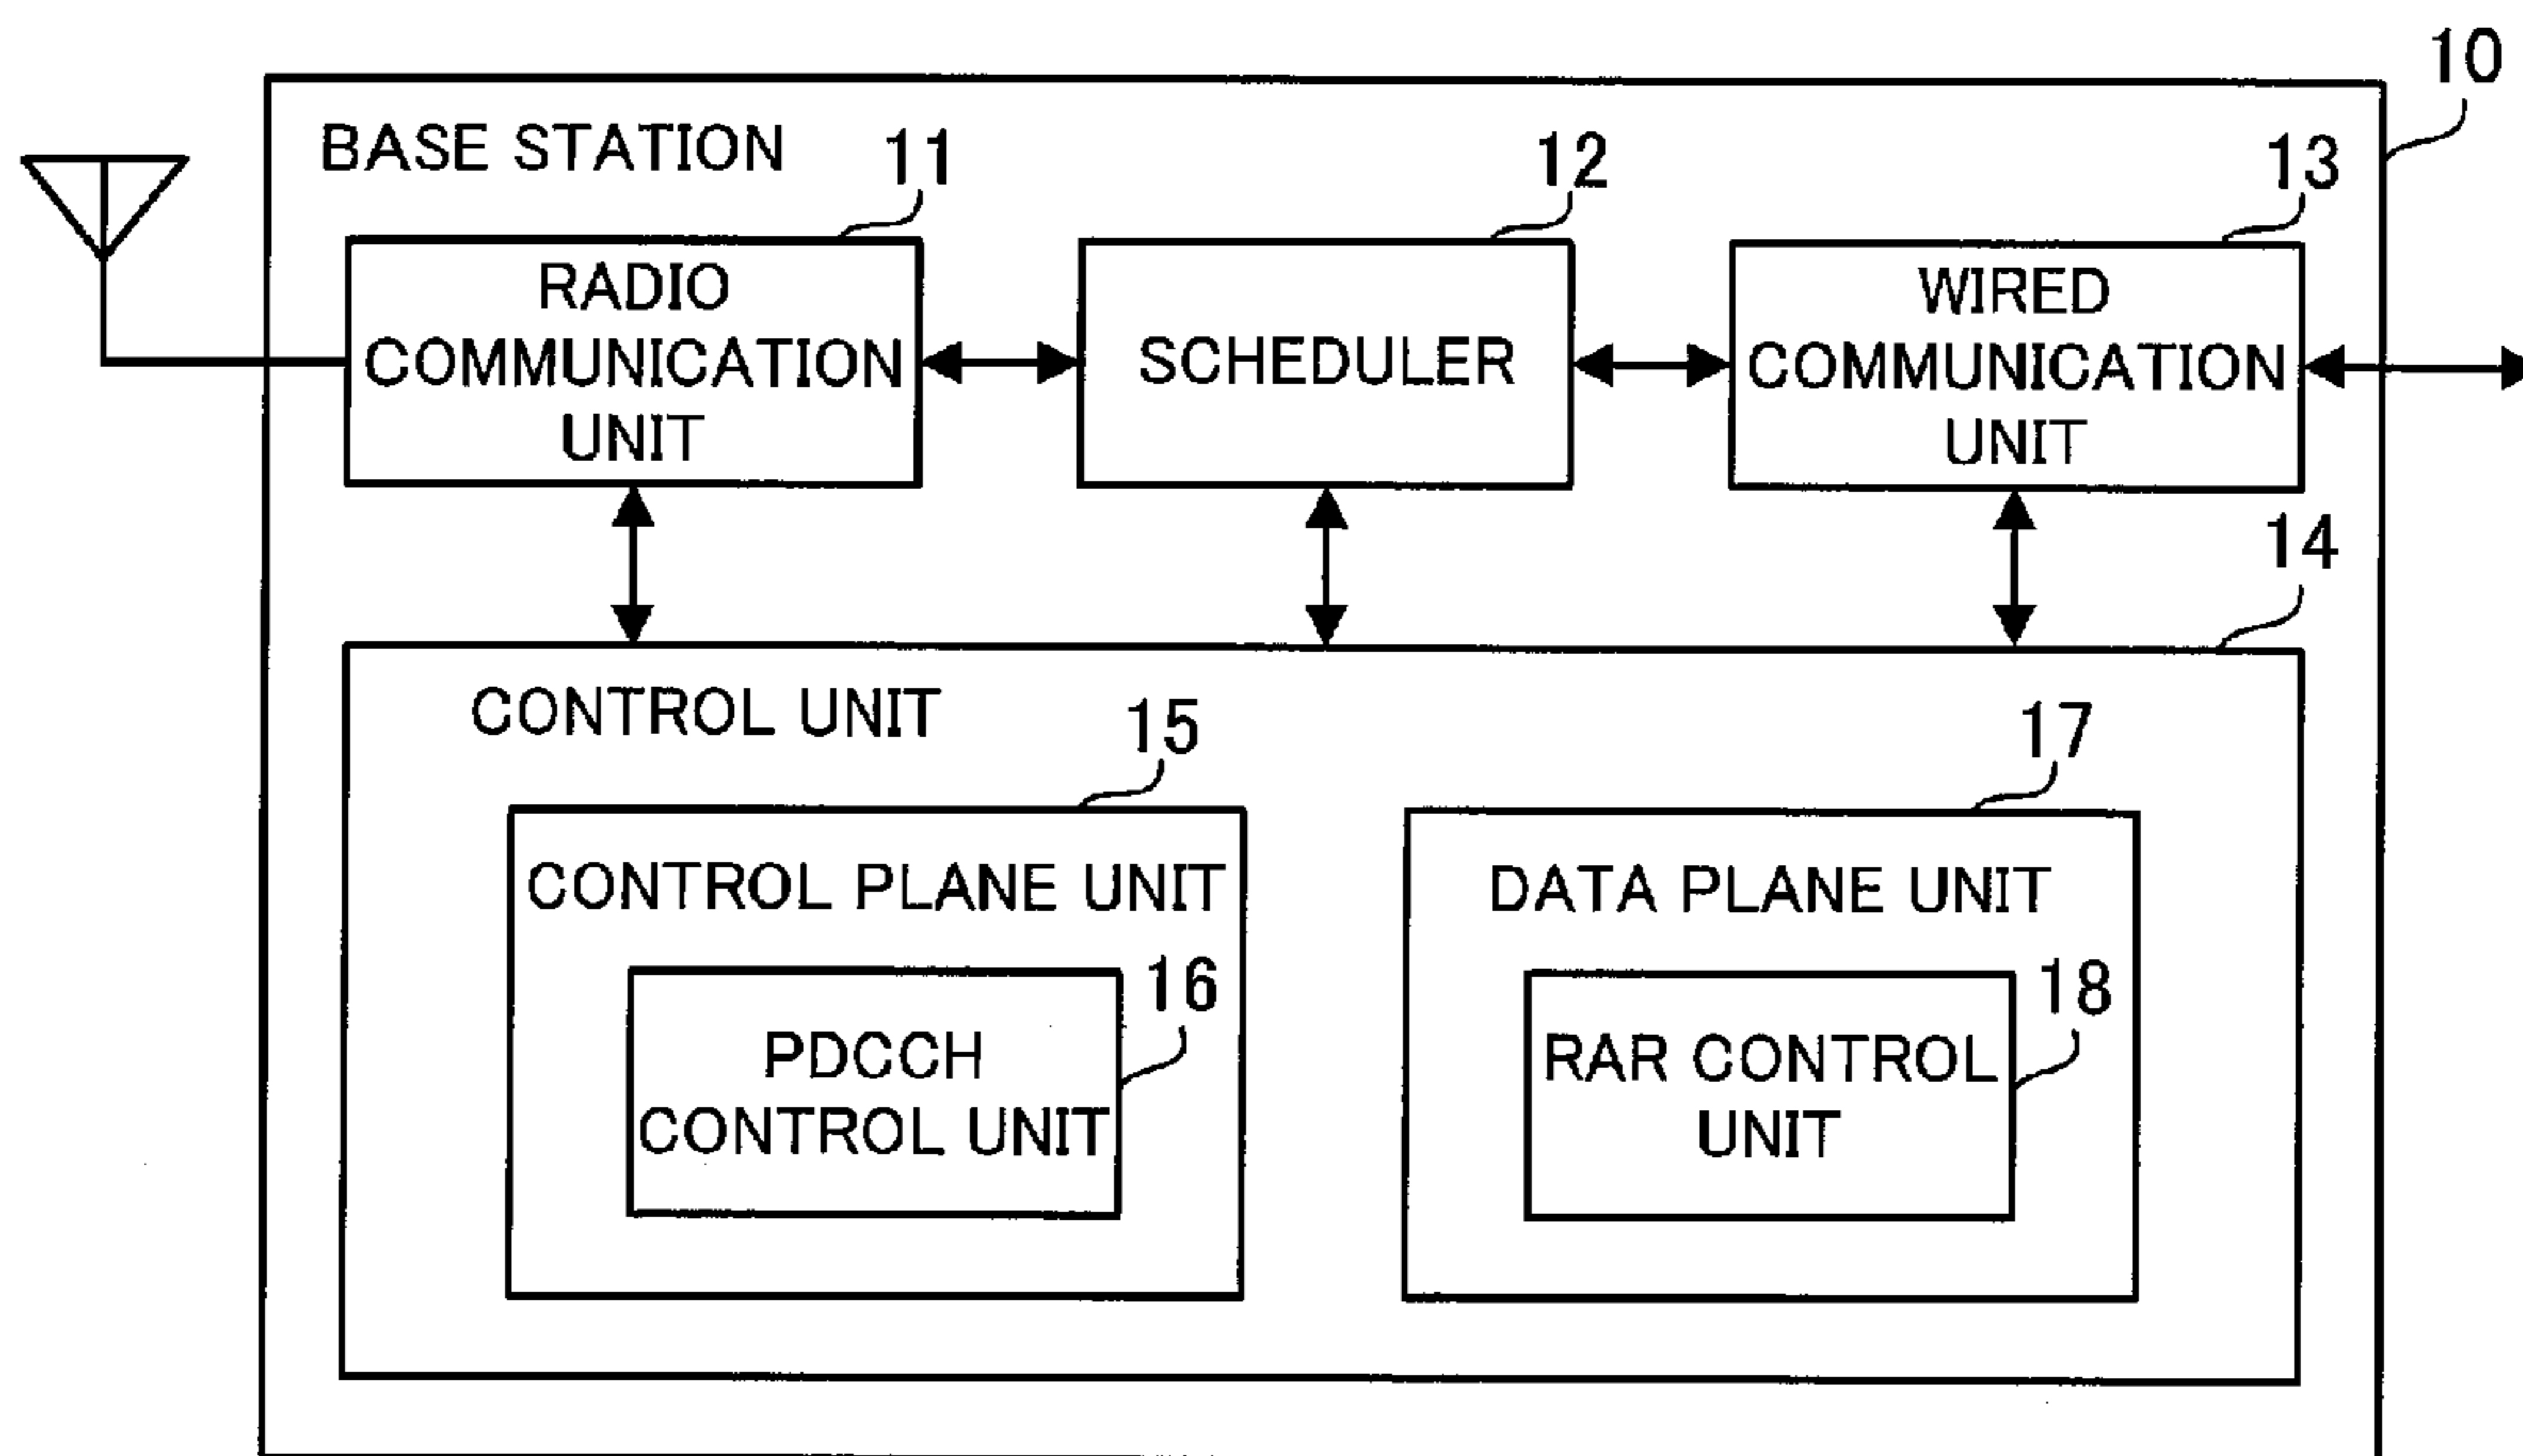 10
BASE STATION
11
12
13
RADIO
COMMUNICATION
UNIT
SCHEDULER
WIRED
COMMUNICATION
UNIT
14
CONTROL UNIT
15
17
CONTROL PLANE UNIT
DATA PLANE UNIT
16
18
PDCCH
CONTROL UNIT
RAR CONTROL
UNIT